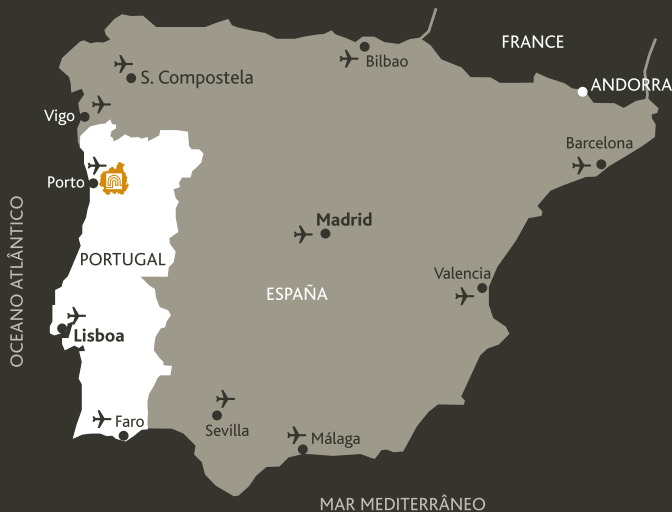 FRANCE
Bilbao
S. Compostela
ANDORRA
Vigo
Barcelona
Porto
OCEANO ATLÂNTICO
Madrid
PORTUGAL
Valencia
ESPAÑA
Lisboa
Faro
Sevilla
Málaga
MAR MEDITERRÂNEO